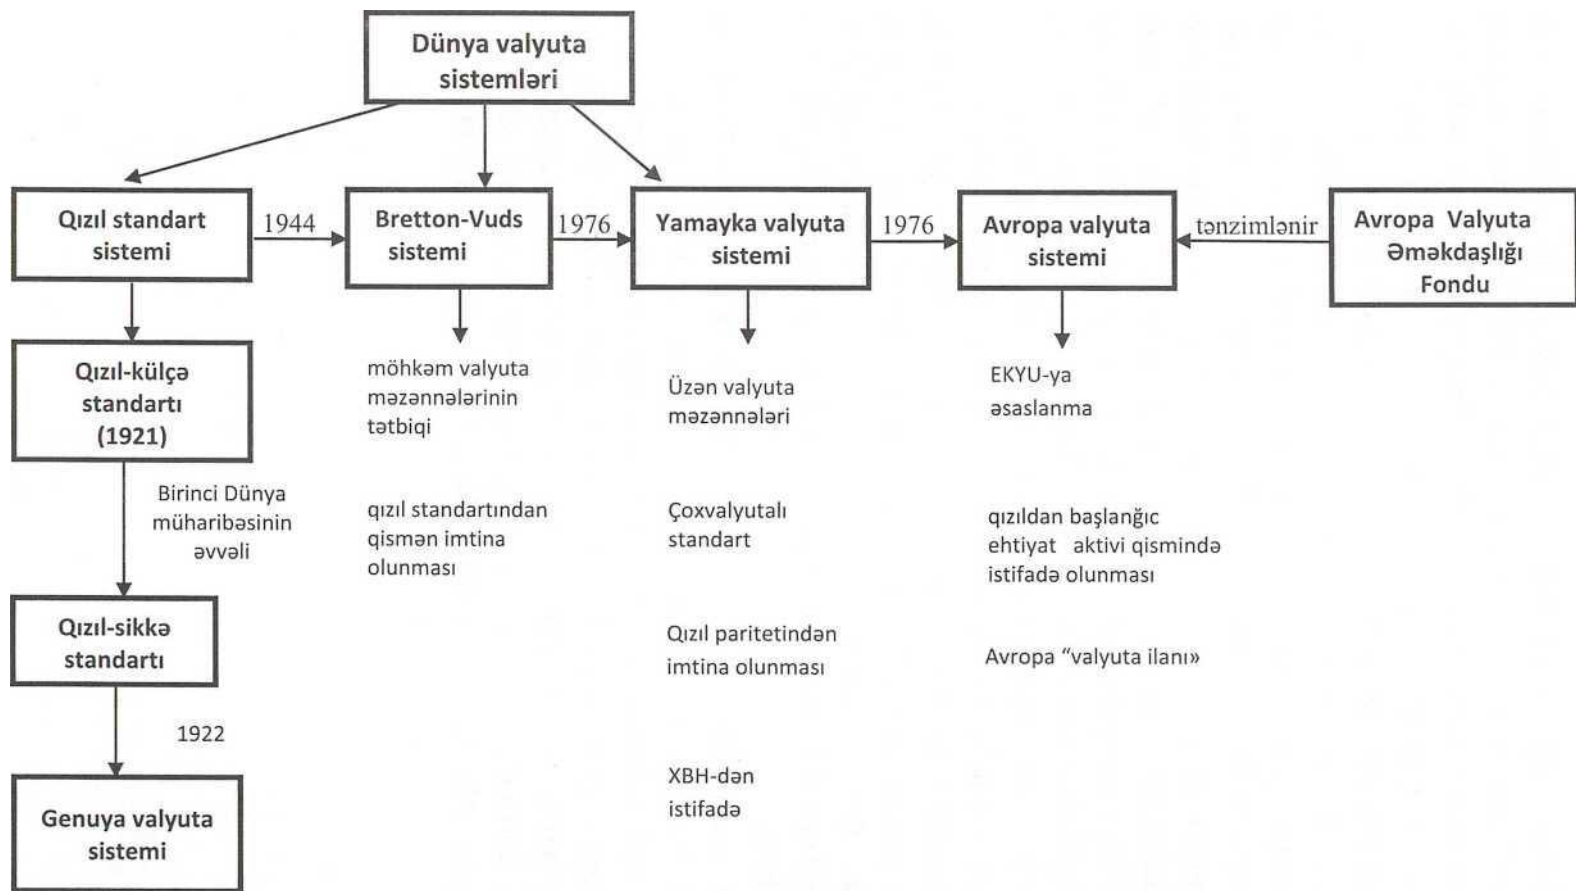 Dünya valyuta
sistemləri
Qızıl standart
sistemi
1944
Bretton-Vuds
sistemi
1976
Yamayka valyuta
sistemi
1976
Avropa valyuta
sistemi
tənzimlənir
Avropa Valyuta
Əməkdaşlığı
Fondu
Qızıl-külçə
standartı
(1921)
Birinci Dünya
müharibəsinin
əvvəli
Qızıl-sikkə
standartı
1922
Genuya valyuta
sistemi
möhkəm valyuta
məzənnələrinin
tətbiqi
qızıl standartından
qismən imtina
olunması
Üzən valyuta
məzənnələri
Çoxvalyutalı
standart
Qızıl paritetindən
imtina olunması
XBH-dən
istifadə
EKYU-ya
əsaslanma
qızıldan başlanğıc
ehtiyat aktivi qismində
istifadə olunması
Avropa “valyuta ilanı»